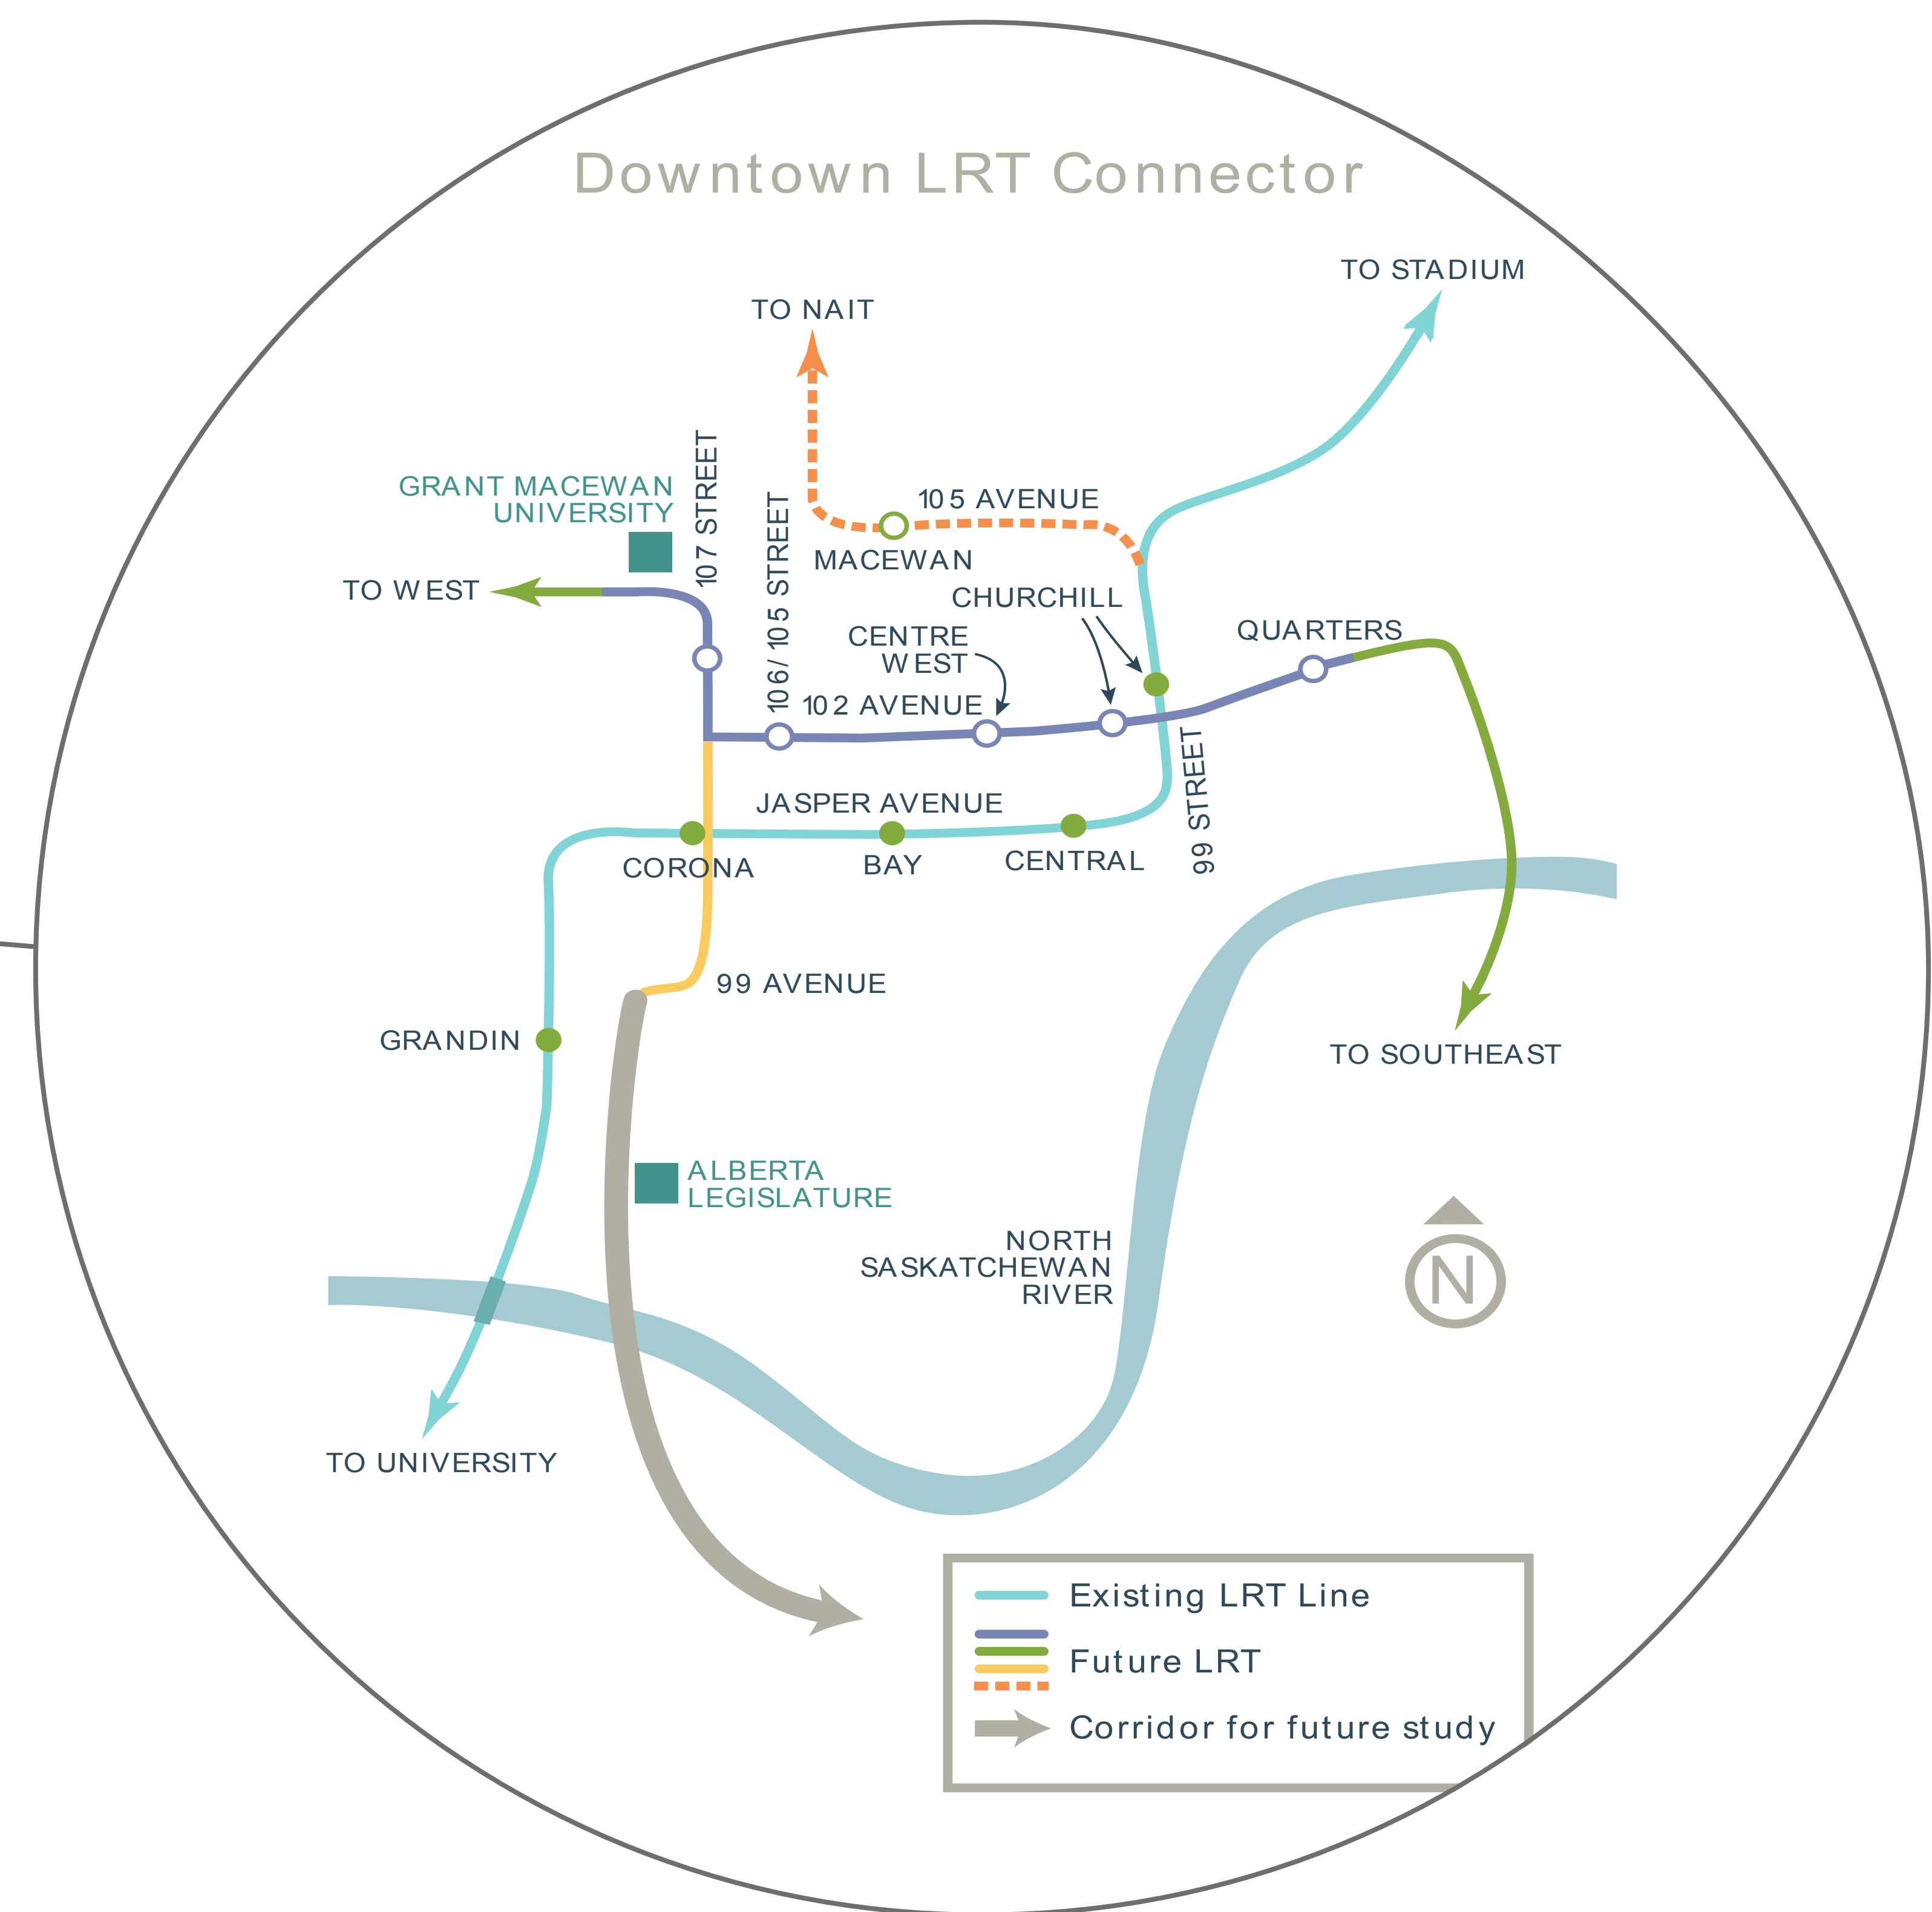 Downtown LRT Connector
TO STADIUM
TO NAIT
GRANT MACEWAN
UNIVERSITY
107 STREET
106/ 105 STREET
105 AVENUE
MACEWAN
TO WEST
CHURCHILL
CENTRE
WEST
QUARTERS
102 AVENUE
99 STREET
JASPER AVENUE
CORONA
BAY
CENTRAL
99 AVENUE
GRANDIN
TO SOUTHEAST
ALBERTA
LEGISLATURE
NORTH
SASKATCHEWAN
RIVER
N
TO UNIVERSITY
Existing LRT Line
Future LRT
Corridor for future study